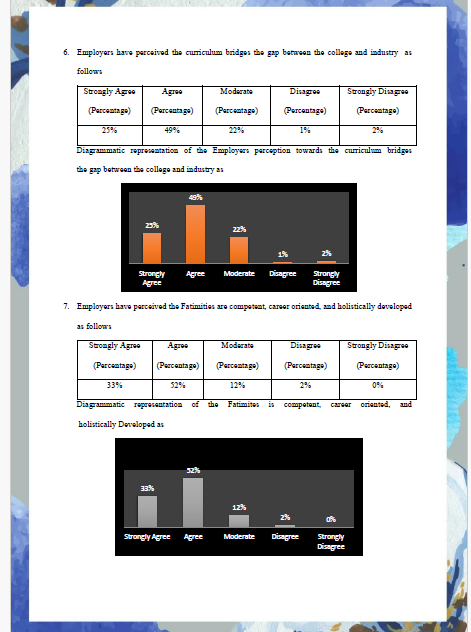 6. Employers have perceived the curriculum bridges the gap between the college and industry as
follows
Strongly Agree Agree Moderate Disagree Strongly Disagree
(Percentage) (Percentage) (Percentage) (Percentage) (Percentage)
25% 49% 22% 1% 2%
Diagrammatic representation of the Employers perception towards the curriculum bridges
the gap between the college and industry as
49%
25%
22%
1%
2%
Strongly Agree Moderate Disagree Strongly
Agree Disagree
7. Employers have perceived the Fatimities are competent, career oriented, and holistically developed
as follows
Strongly Agree Agree Moderate Disagree Strongly Disagree
(Percentage) (Percentage) (Percentage) (Percentage) (Percentage)
33% 52% 12% 2% 0%
Diagrammatic representation of the Fatimites is competent, career oriented, and
holistically Developed as
52%
33%
12%
2%
0%
Strongly Agree Agree Moderate Disagree Strongly
Disagree